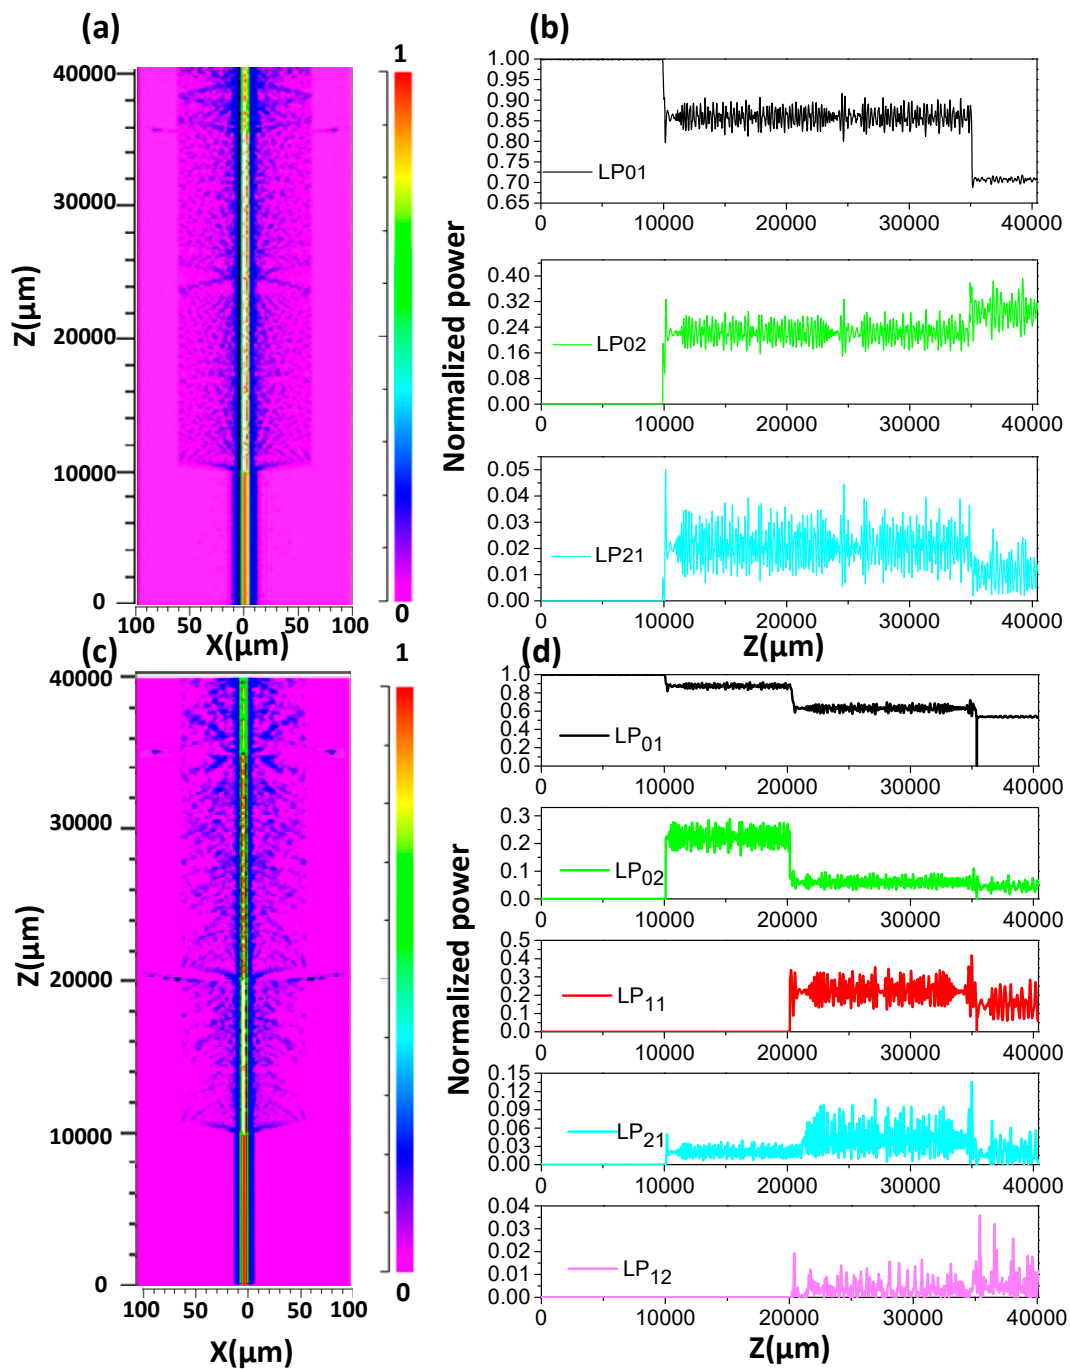 (a)
1
40000
30000
20000
10000
0
Z(μm)
0
100 50 0 50 100
X(μm)
(b)
Normalized power
1.00
0.95
0.90
0.85
0.80
0.75
0.70
0.65
LP01
0 10000 20000 30000 40000
0.40
0.32
0.24
0.16
0.08
0.00
LP02
0 10000 20000 30000 40000
0.05
0.04
0.03
0.02
0.01
0.00
LP21
0 10000 20000 30000 40000
Z(μm)
(c)
1
40000
30000
20000
10000
0
Z(μm)
0
100 50 0 50 100
X(μm)
(d)
Normalized power
1.0
0.8
0.6
0.4
0.2
0.0
LP01
0 10000 20000 30000 40000
0.3
0.2
0.1
0.0
LP02
0 10000 20000 30000 40000
0.5
0.4
0.3
0.2
0.1
0.0
LP11
0 10000 20000 30000 40000
0.15
0.12
0.09
0.06
0.03
0.00
LP21
0 10000 20000 30000 40000
0.04
0.03
0.02
0.01
0.00
LP12
0 10000 20000 30000 40000
Z(μm)